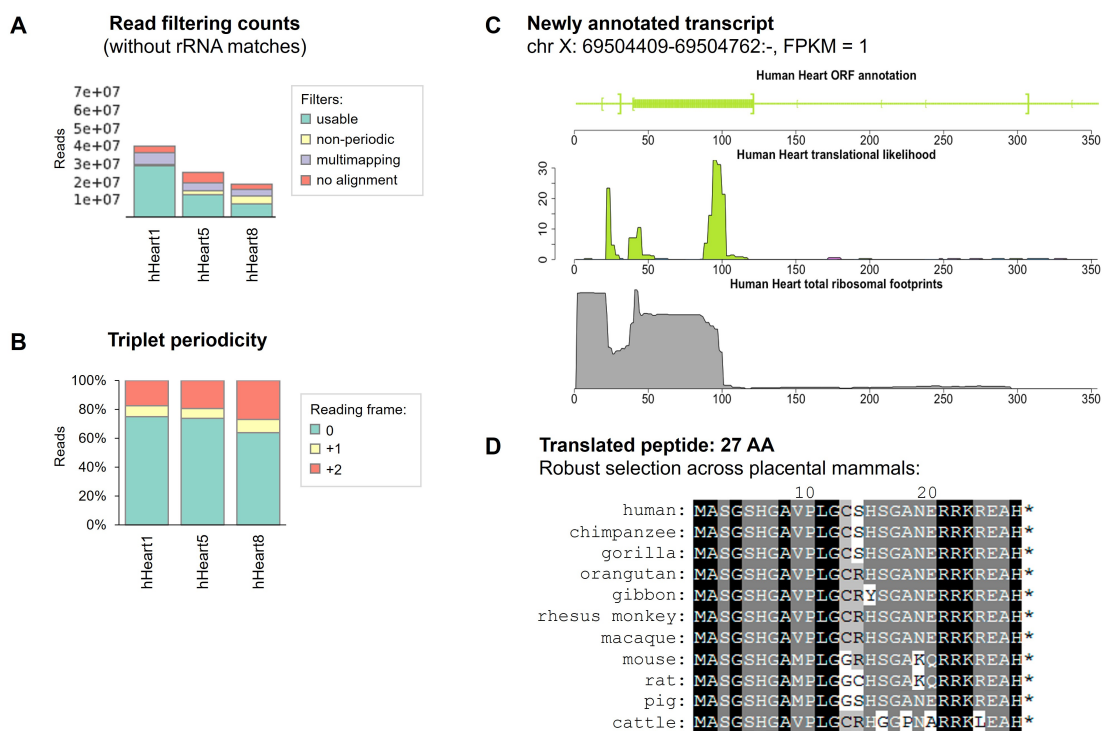 A
Read filtering counts
(without rRNA matches)
7e+07
6e+07
5e+07
4e+07
3e+07
2e+07
1e+07
Reads
hHeart1
hHeart5
hHeart8
Filters:
usable
non-periodic
multimapping
no alignment
B
Triplet periodicity
100%
80%
60%
40%
20%
0%
Reads
hHeart1
hHeart5
hHeart8
Reading frame:
0
+1
+2
C
Newly annotated transcript
chr X: 69504409-69504762:-, FPKM = 1
Human Heart ORF annotation
0 50 100 150 200 250 300 350
Human Heart translational likelihood
30
20
10
0
0 50 100 150 200 250 300 350
Human Heart total ribosomal footprints
0 50 100 150 200 250 300 350
D
Translated peptide: 27 AA
Robust selection across placental mammals:
10 20
human: MASGSHGAVPLGCSHSGANERRKREAH*
chimpanzee: MASGSHGAVPLGCSHSGANERRKREAH*
gorilla: MASGSHGAVPLGCSHSGANERRKREAH*
orangutan: MASGSHGAVPLGCRHSGANERRKREAH*
gibbon: MASGSHGAVPLGCRYSGANERRKREAH*
rhesus monkey: MASGSHGAVPLGCRHSGANERRKREAH*
macaque: MASGSHGAVPLGCRHSGANERRKREAH*
mouse: MASGSHGAMPLGGRHSGAKQRRKREAH*
rat: MASGSHGAMPLGGCHSGAKQRRKREAH*
pig: MASGSHGAMPLGGSHSGANERRKREAH*
cattle: MASGSHGAVPLGCRHGGPNARRKLEAH*